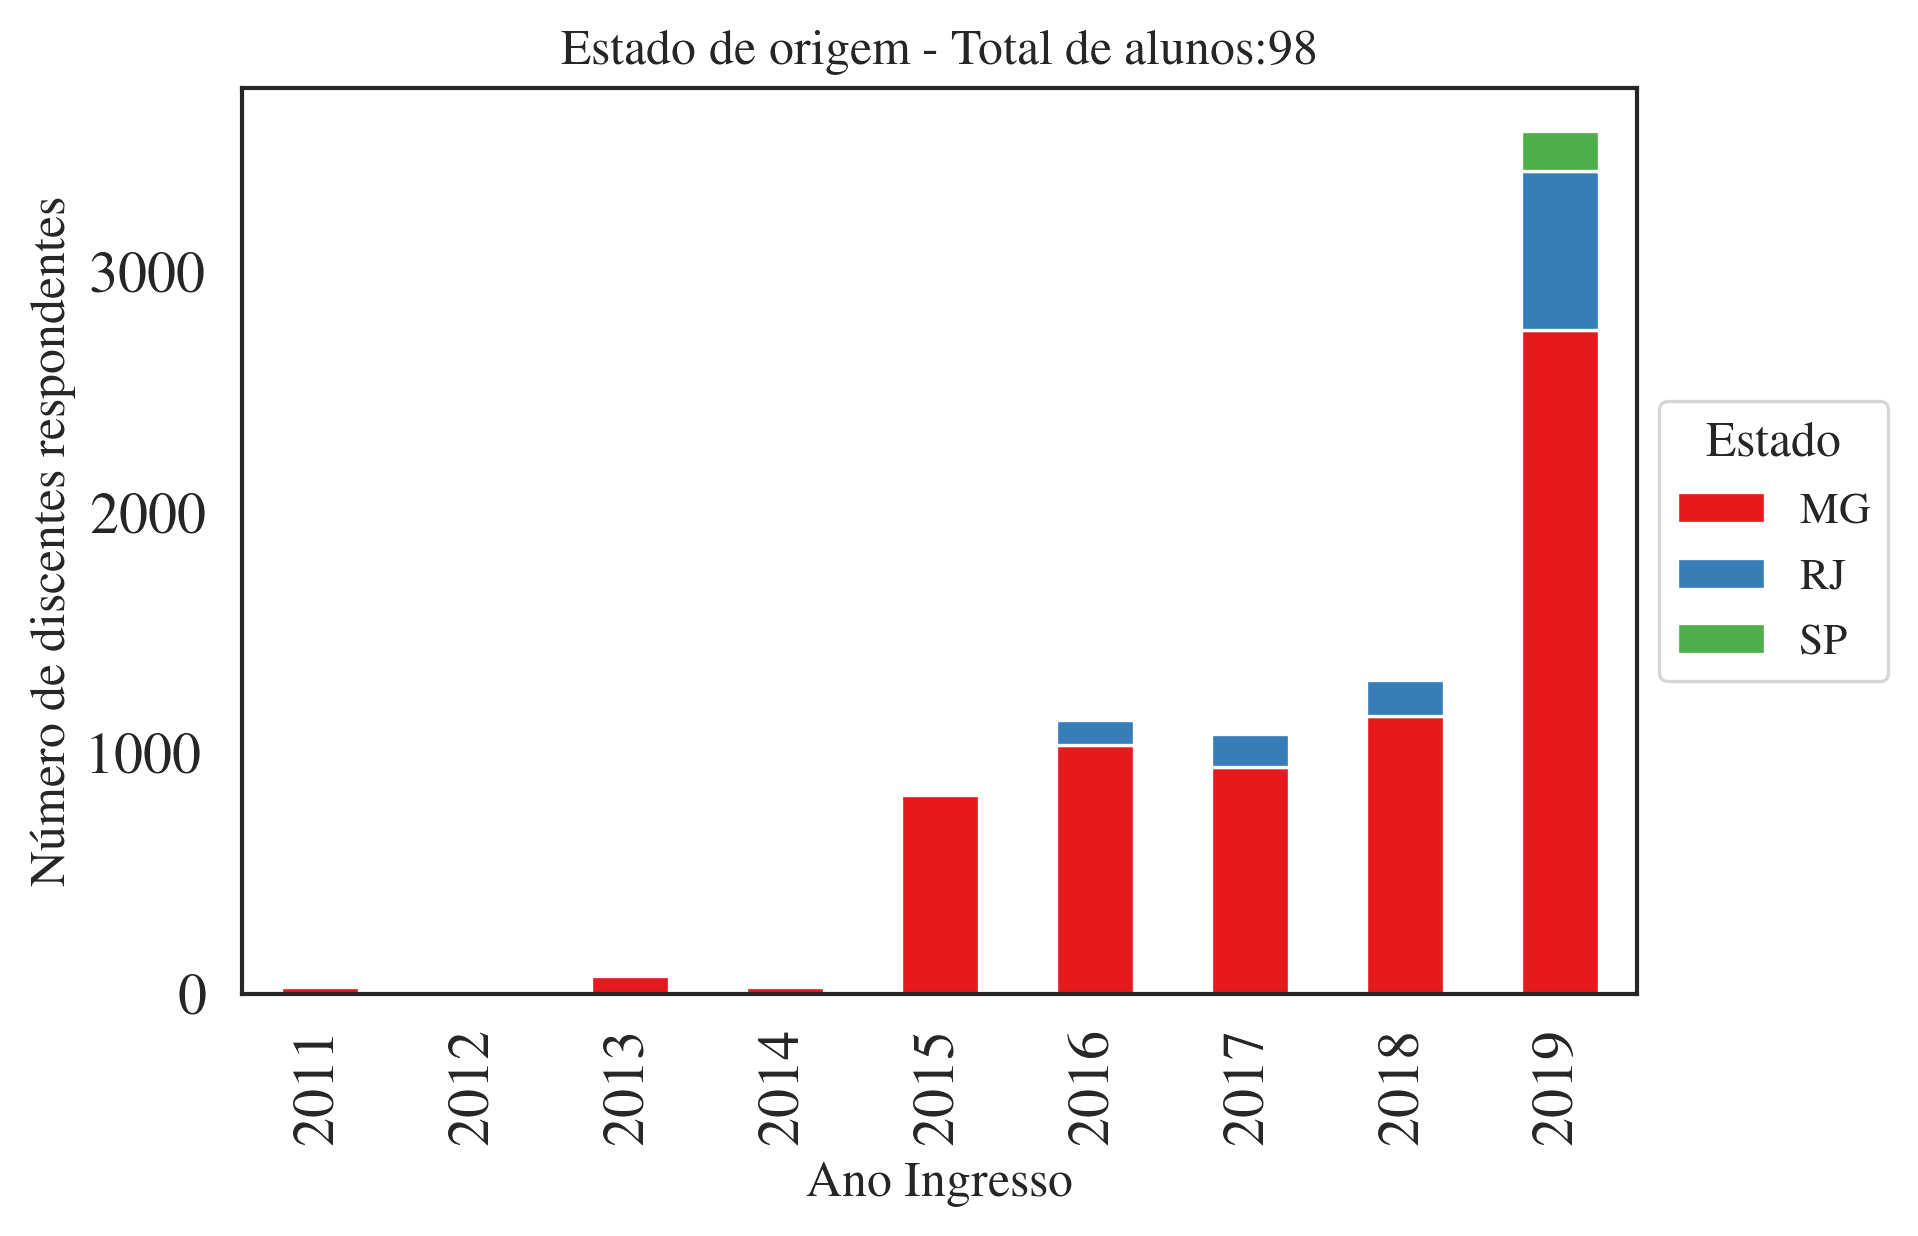 Estado de origem - Total de alunos:98
Número de discentes respondentes
3000
2000
1000
0
2011
2012
2013
2014
2015
2016
2017
2018
2019
Ano Ingresso
Estado
MG
RJ
SP